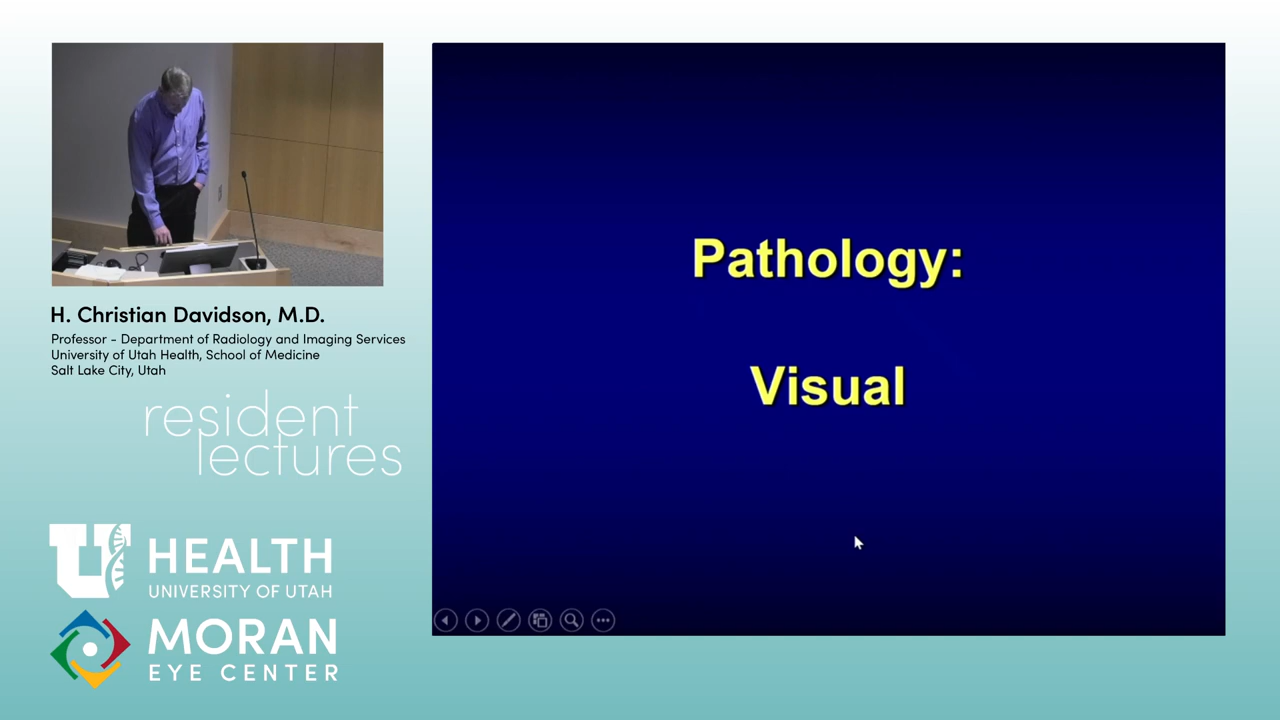 H. Christian Davidson, M.D.
Professor - Department of Radiology and Imaging Services
University of Utah Health, School of Medicine
Salt Lake City, Utah
resident
lectures
U HEALTH
UNIVERSITY OF UTAH
MORAN
EYE CENTER
Pathology:
Visual